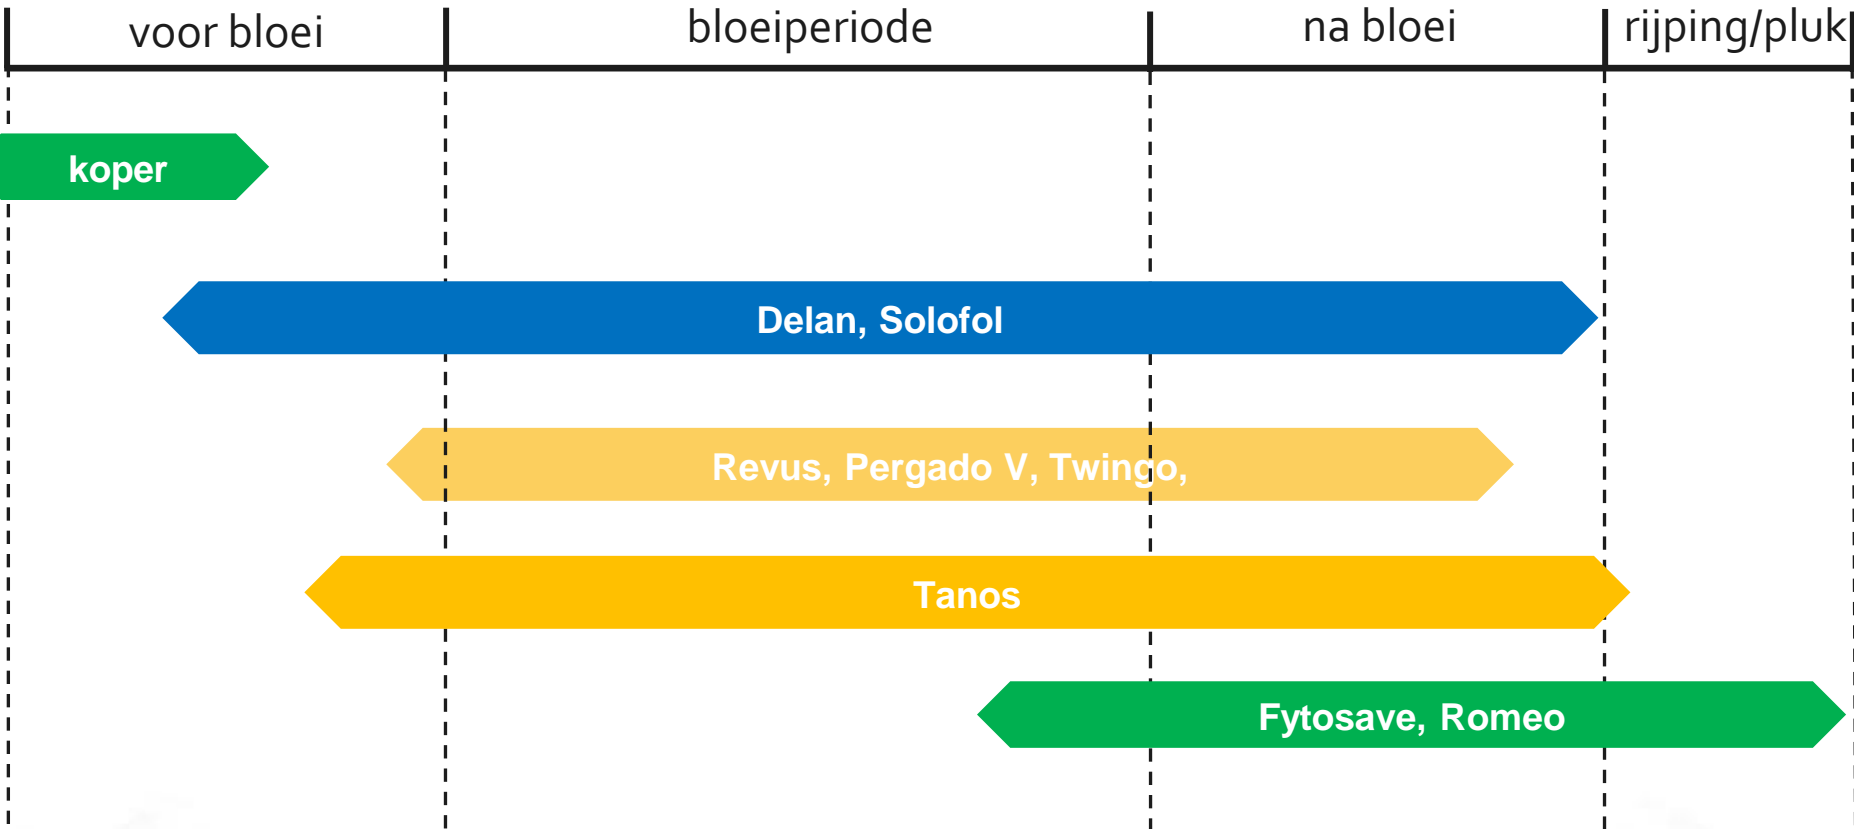 voor bloei
bloeiperiode
na bloei
rijping/pluk
koper
Delan, Solofol
Revus, Pergado V, Twingo,
Tanos
Fytosave, Romeo